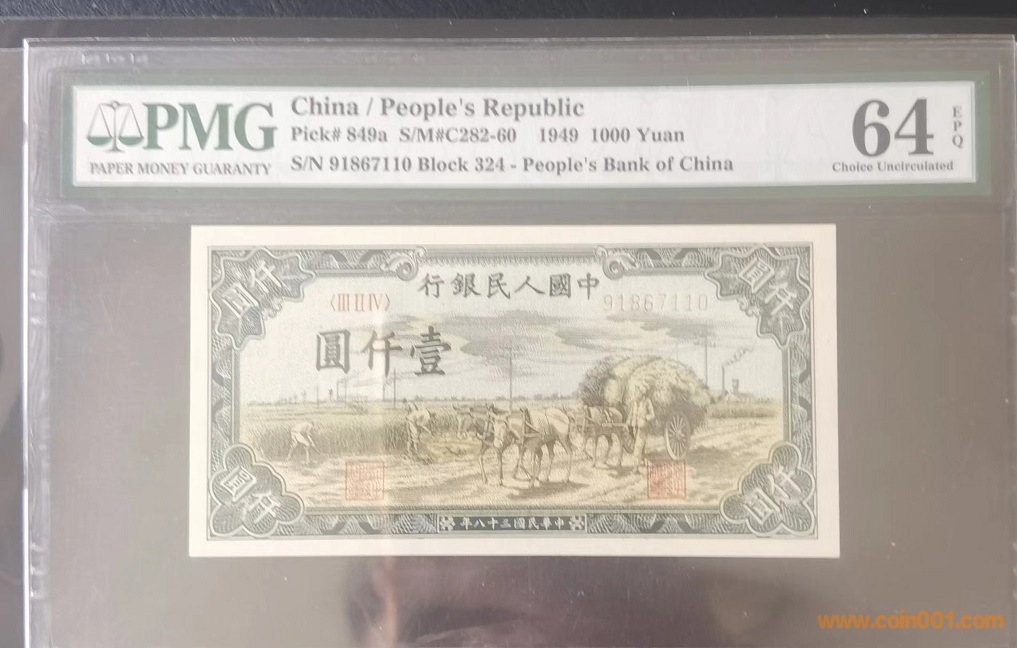 PMG
PAPER MONEY GUARANTY
China / People's Republic
Pick# 849a S/M#C282-60 1949 1000 Yuan
S/N 91867110 Block 324 - People's Bank of China
64
EPQ
Choice Uncirculated
行銀民人國中
〈III II IV〉
91867110
圓仟壹
圓仟
圓仟
圓仟
圓仟
年八十三國民華中
www.coin001.com